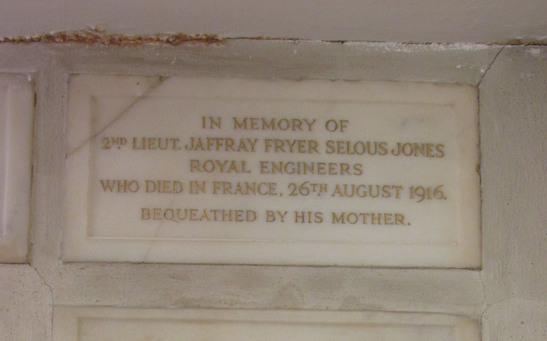 IN MEMORY OF
2ND LIEUT. JAFFRAY FRYER SELOUS JONES
ROYAL ENGINEERS
WHO DIED IN FRANCE, 26TH AUGUST 1916.
BEQUEATHED BY HIS MOTHER.